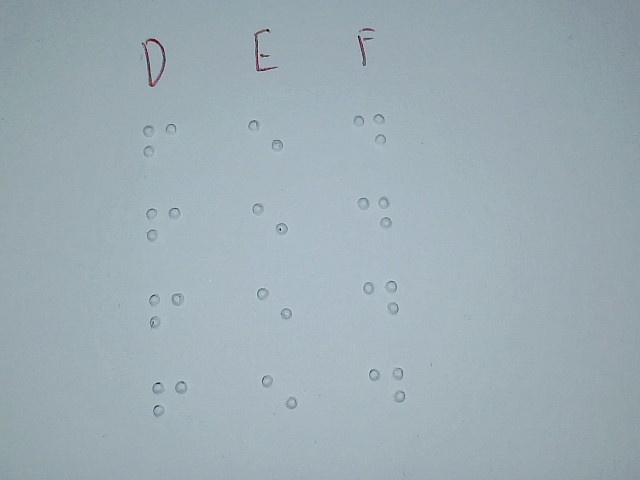 D E F
⠋ ⠑ ⠙
⠋ ⠑ ⠙
⠋ ⠑ ⠙
⠋ ⠑ ⠙